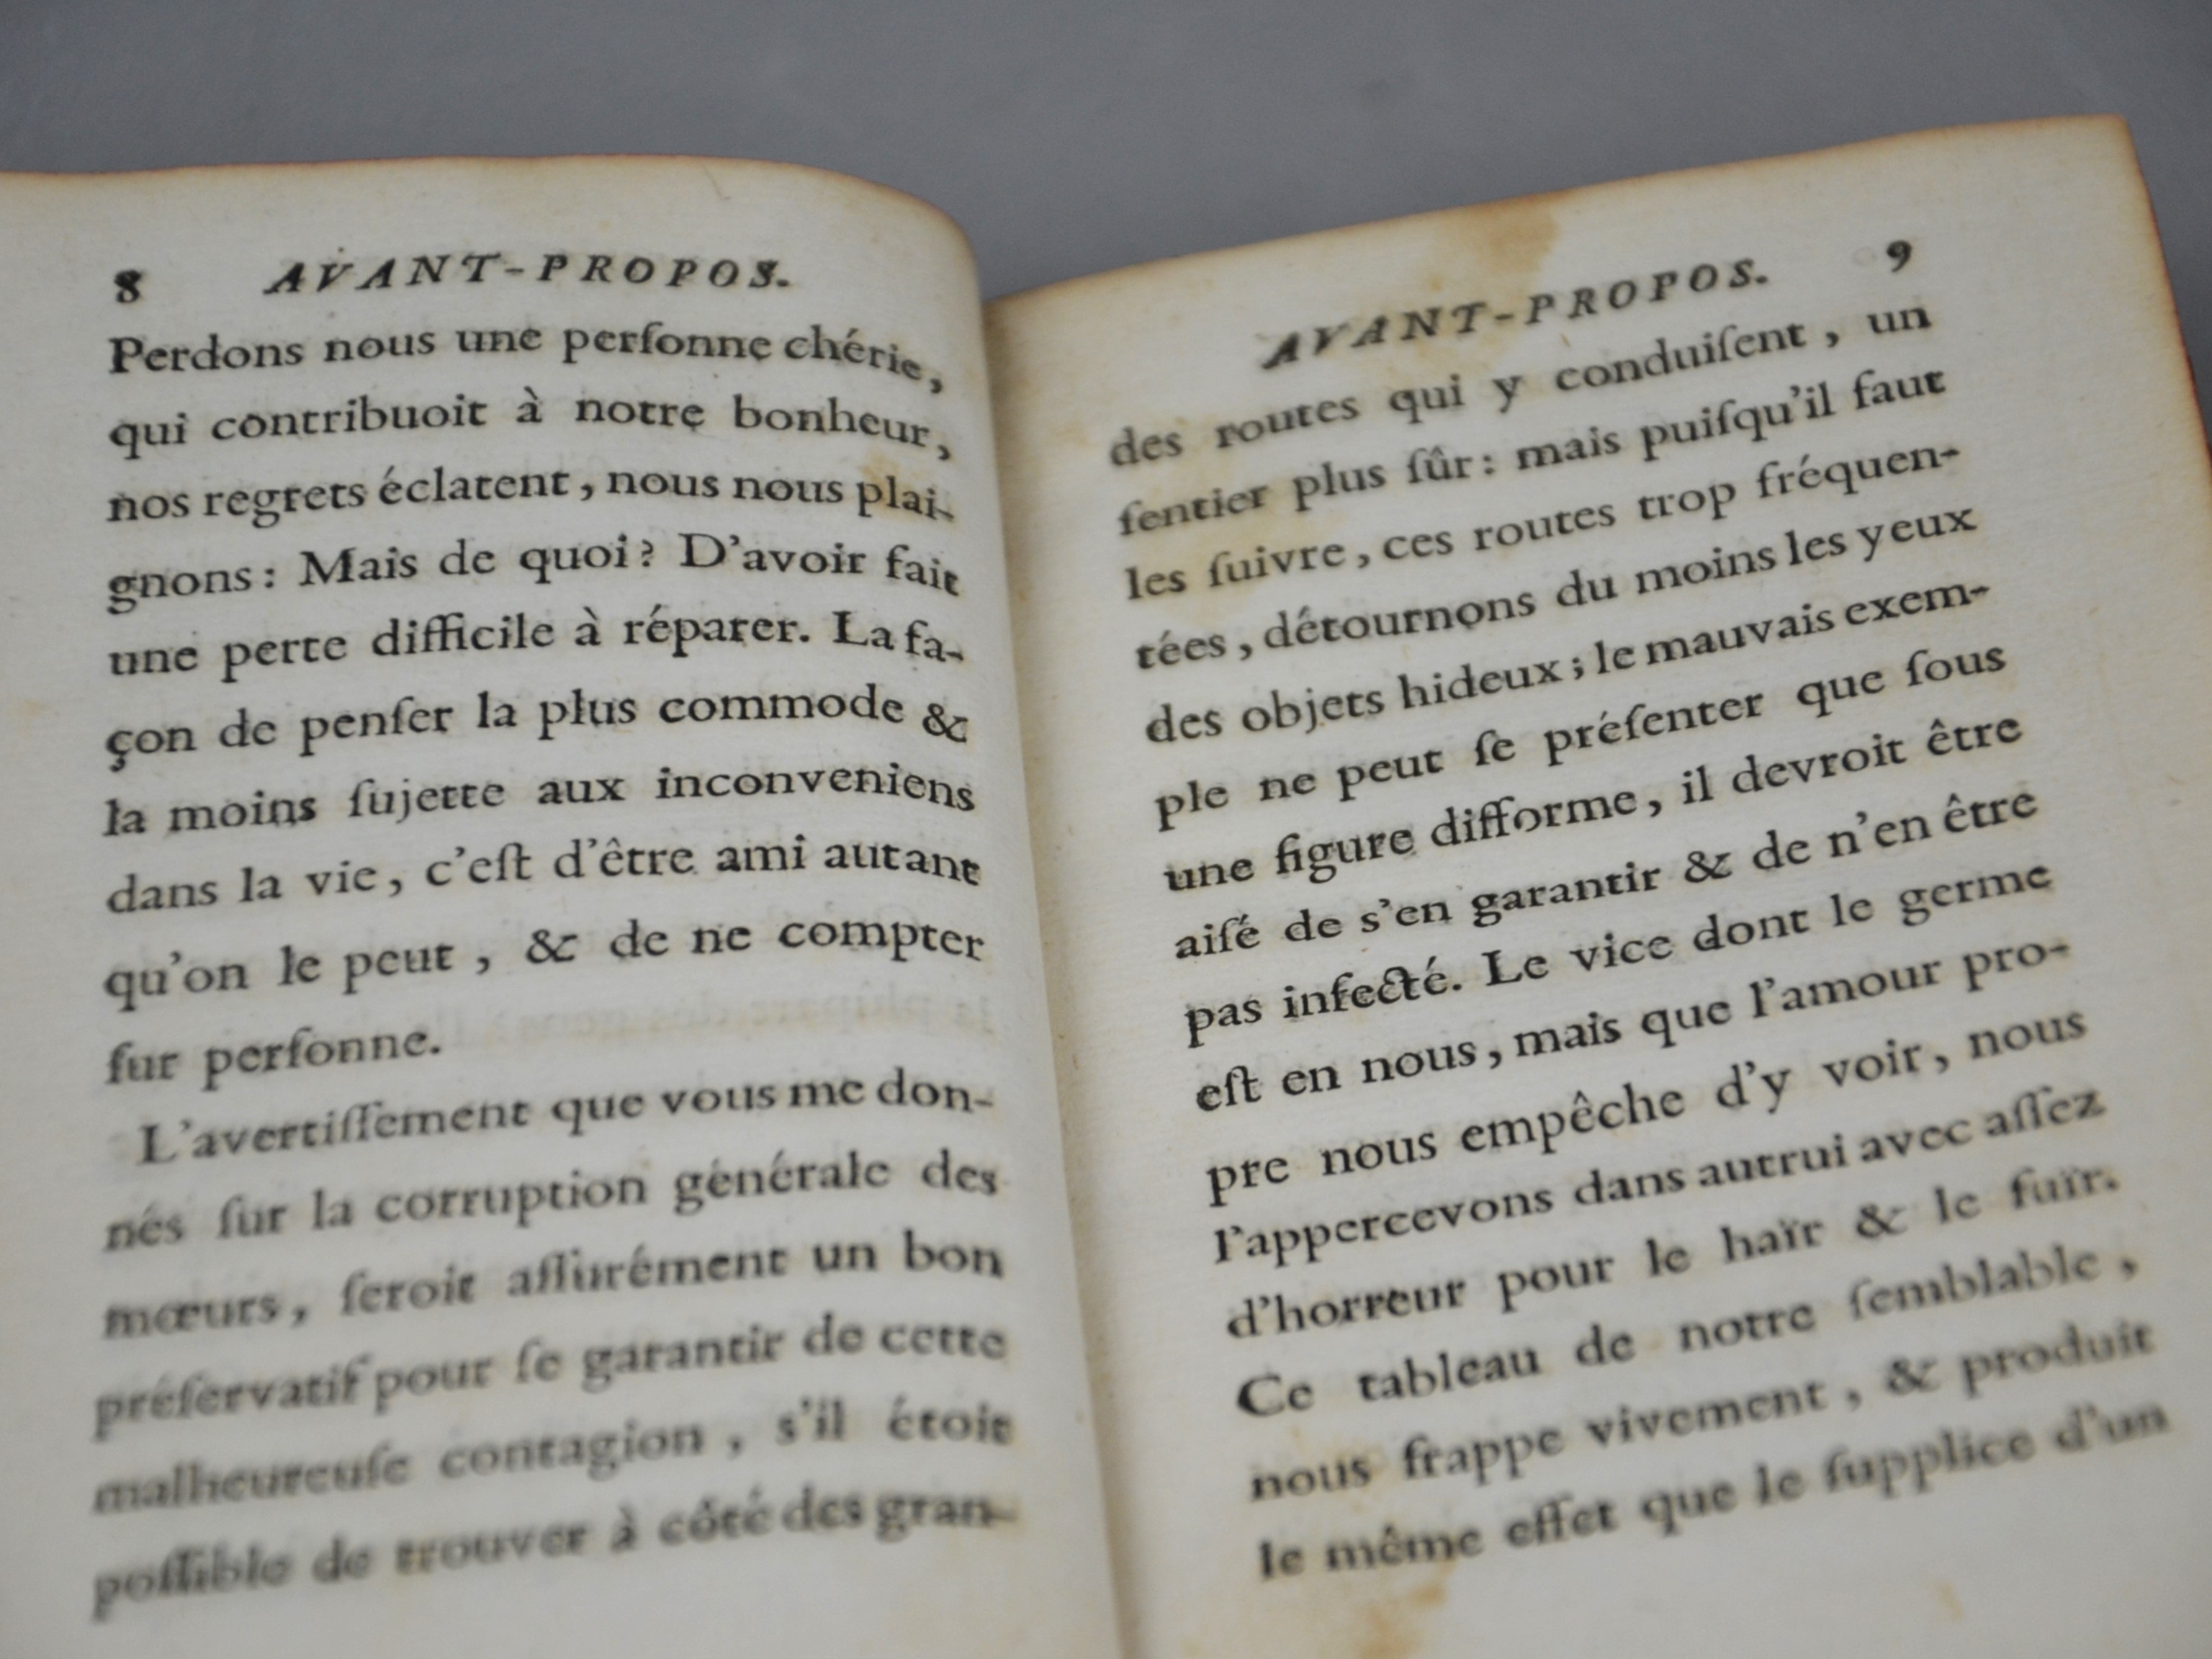 8 AVANT-PROPOS.
Perdons nous une perſonne chérie,
qui contribuoit à notre bonheur,
nos regrets éclatent, nous nous plai-
gnons: Mais de quoi? D'avoir fait
une perte difficile à réparer. La fa-
çon de penſer la plus commode &
la moins ſujette aux inconveniens
dans la vie, c'eſt d'être ami autant
qu'on le peut, & de ne compter
ſur perſonne.
L'avertiſſement que vous me don-
nés ſur la corruption générale des
mœurs, ſeroit aſſurément un bon
préſervatif pour ſe garantir de cette
malheureuſe contagion, s'il étoit
poſſible de trouver à côté des gran-
AVANT-PROPOS. 9
des routes qui y conduiſent, un
ſentier plus ſûr: mais puiſqu'il faut
les ſuivre, ces routes trop fréquen-
tées, détournons du moins les yeux
des objets hideux; le mauvais exem-
ple ne peut ſe préſenter que ſous
une figure difforme, il devroit être
aiſé de s'en garantir & de n'en être
pas infecté. Le vice dont le germe
eſt en nous, mais que l'amour pro-
pre nous empêche d'y voir, nous
l'appercevons dans autrui avec aſſez
d'horreur pour le haïr & le fuïr.
Ce tableau de notre ſemblable,
nous frappe vivement, & produit
le même effet que le ſupplice d'un